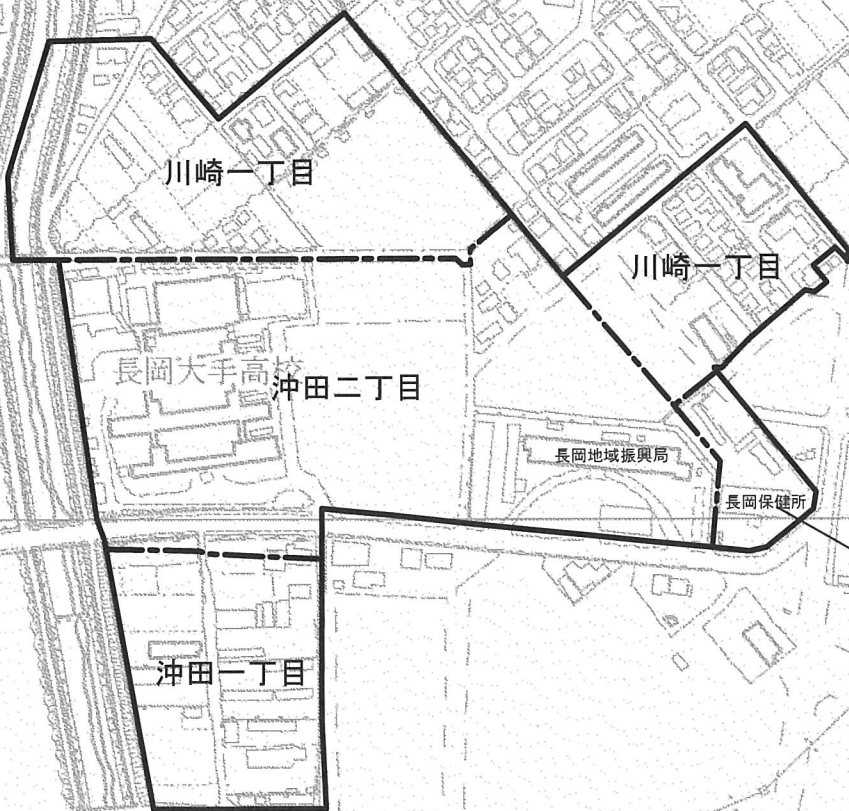 川崎一丁目
川崎一丁目
長岡大手高校
沖田二丁目
長岡地域振興局
長岡保健所
沖田一丁目